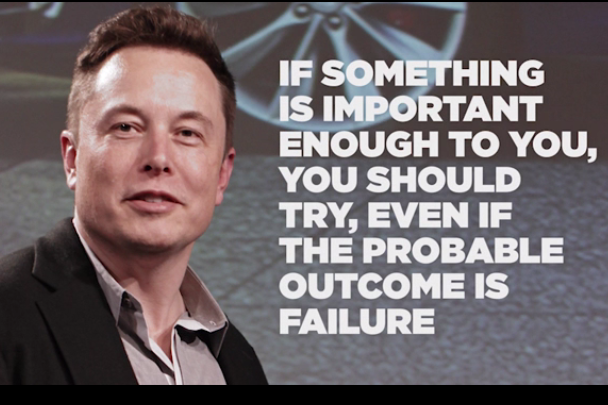 IF SOMETHING
IS IMPORTANT
ENOUGH TO YOU,
YOU SHOULD
TRY, EVEN IF
THE PROBABLE
OUTCOME IS
FAILURE